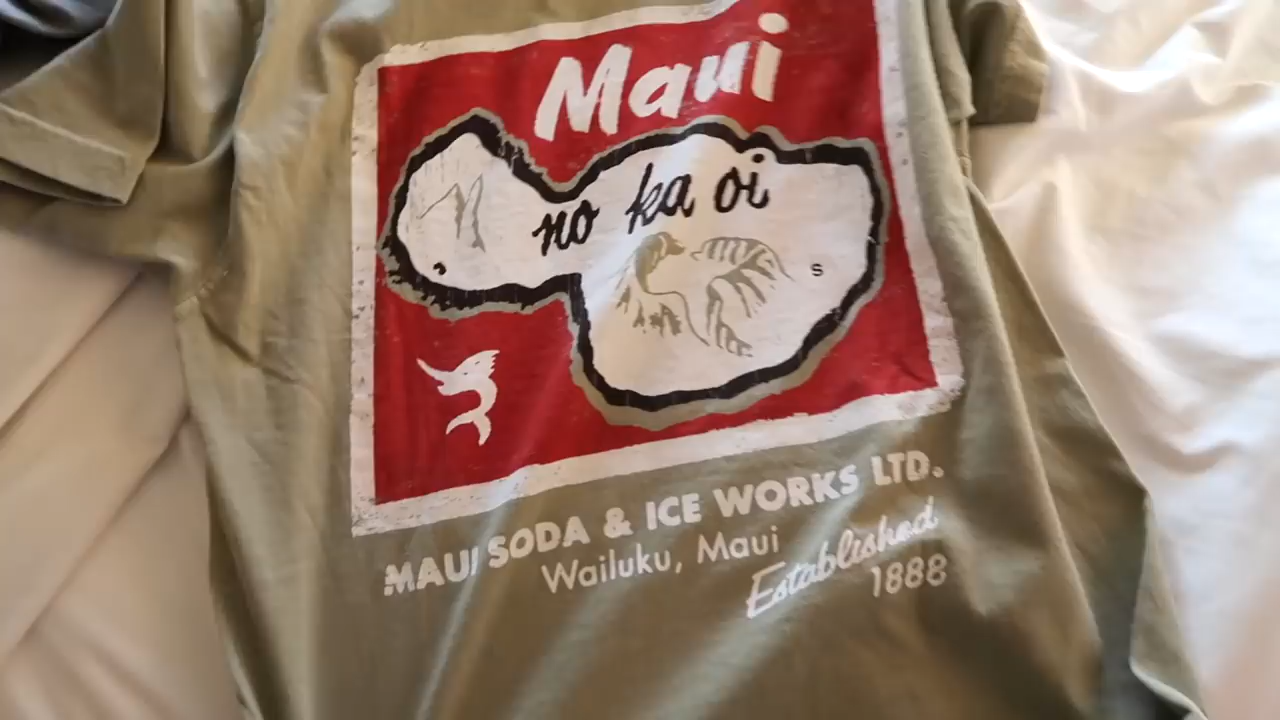 Maui
no ka oi
s
MAUI SODA & ICE WORKS LTD.
Wailuku, Maui
Established
1888